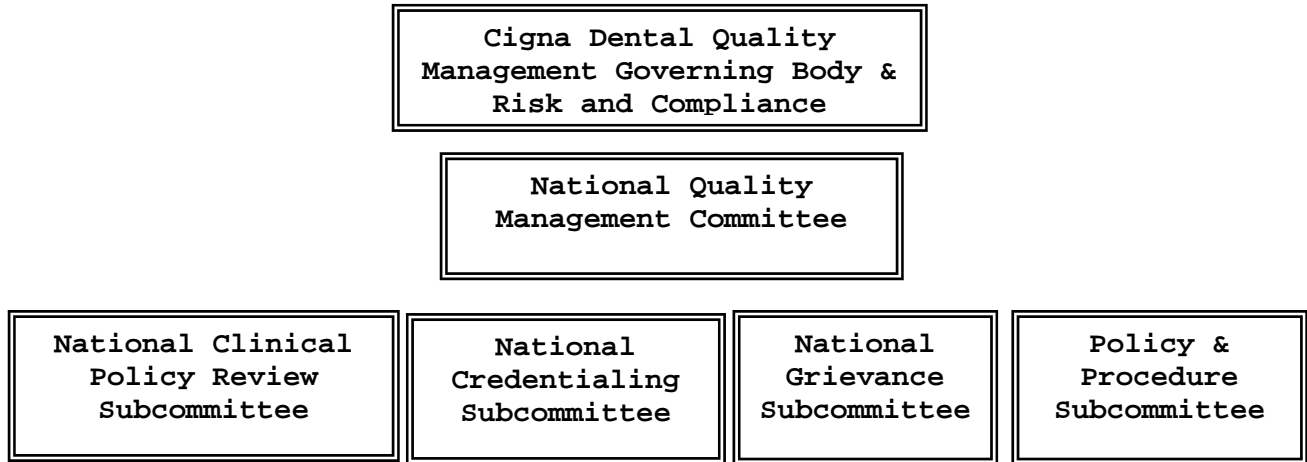 Cigna Dental Quality
Management Governing Body &
Risk and Compliance
National Quality
Management Committee
National Clinical
Policy Review
Subcommittee
National
Credentialing
Subcommittee
National
Grievance
Subcommittee
Policy &
Procedure
Subcommittee